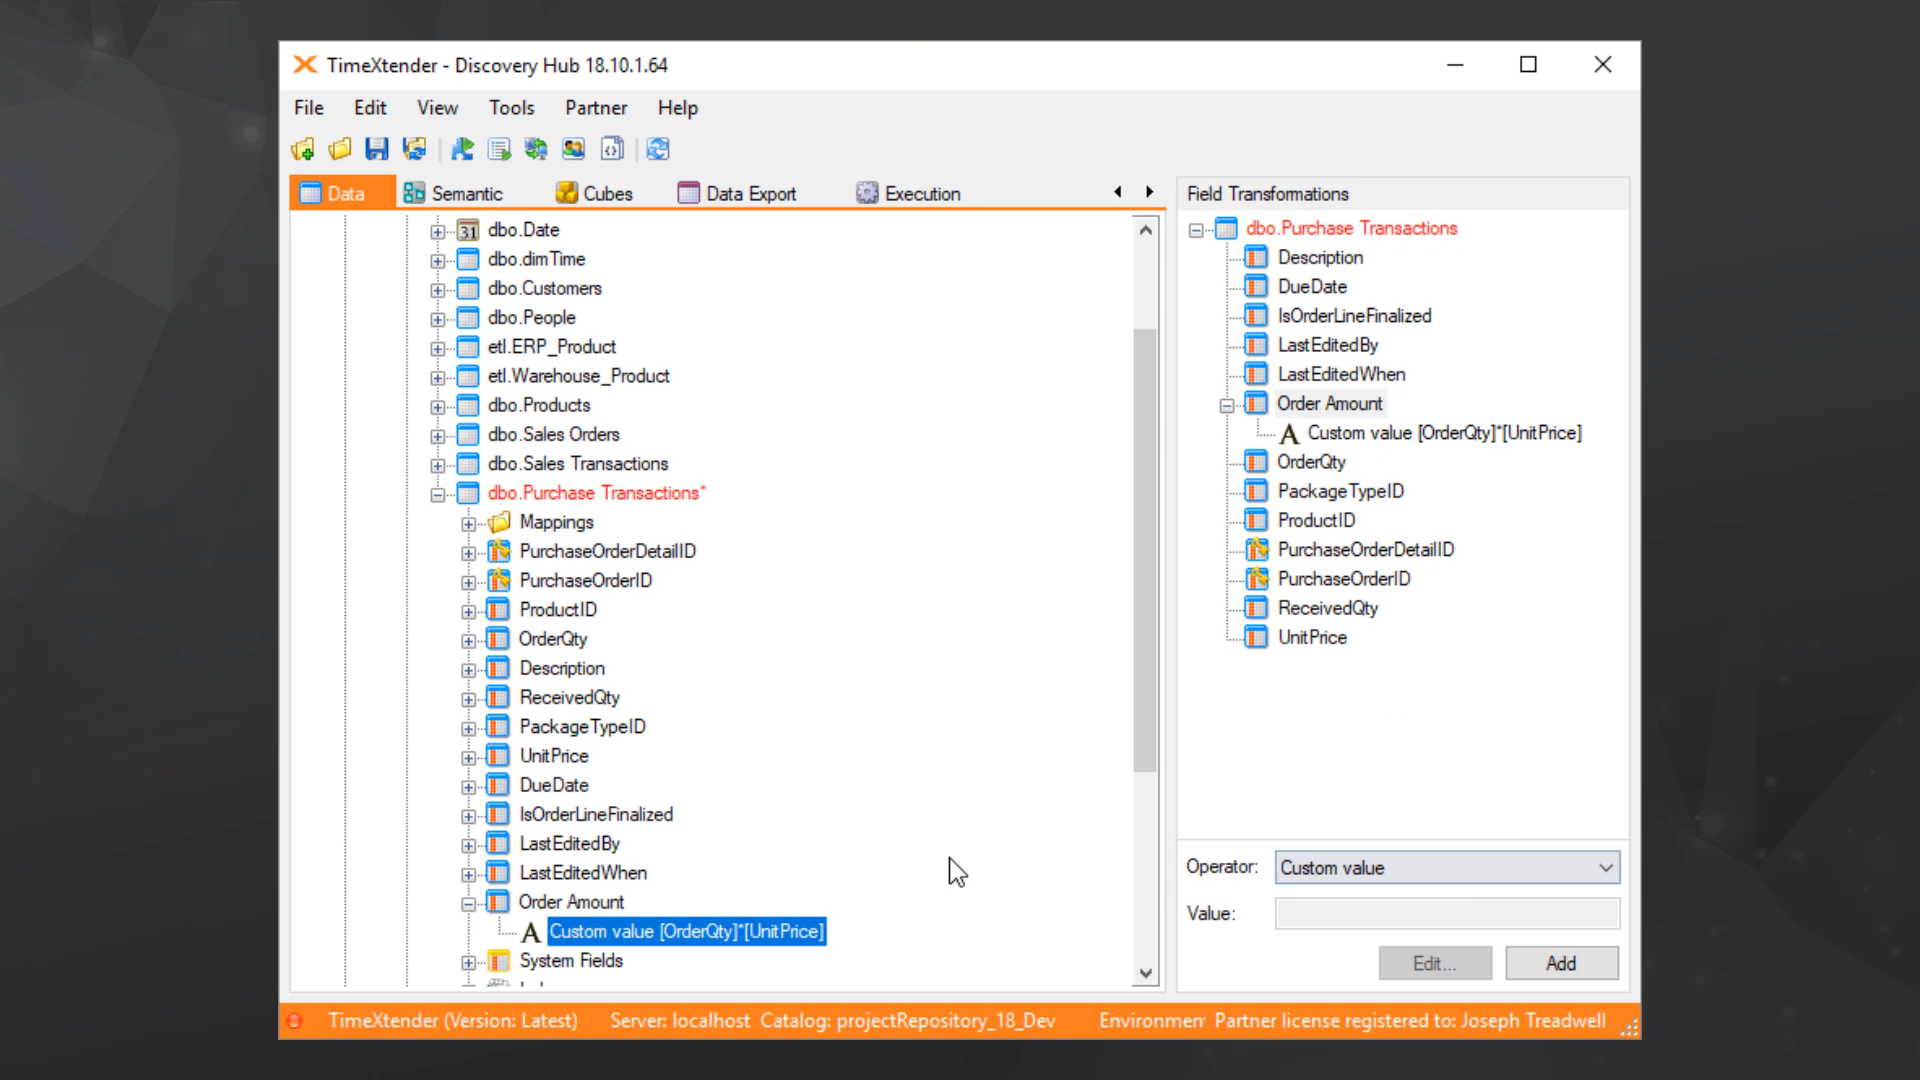 TimeXtender - Discovery Hub 18.10.1.64
File Edit View Tools Partner Help
Data Semantic Cubes Data Export Execution
31 dbo.Date
dbo.dimTime
dbo.Customers
dbo.People
etl.ERP_Product
etl.Warehouse_Product
dbo.Products
dbo.Sales Orders
dbo.Sales Transactions
dbo.Purchase Transactions*
Mappings
PurchaseOrderDetailID
PurchaseOrderID
ProductID
OrderQty
Description
ReceivedQty
PackageTypeID
UnitPrice
DueDate
IsOrderLineFinalized
LastEditedBy
LastEditedWhen
Order Amount
A Custom value [OrderQty]*[UnitPrice]
System Fields
Field Transformations
dbo.Purchase Transactions
Description
DueDate
IsOrderLineFinalized
LastEditedBy
LastEditedWhen
Order Amount
A Custom value [OrderQty]*[UnitPrice]
OrderQty
PackageTypeID
ProductID
PurchaseOrderDetailID
PurchaseOrderID
ReceivedQty
UnitPrice
Operator: Custom value
Value:
Edit... Add
TimeXtender (Version: Latest) Server: localhost Catalog: projectRepository_18_Dev Environmen Partner license registered to: Joseph Treadwell